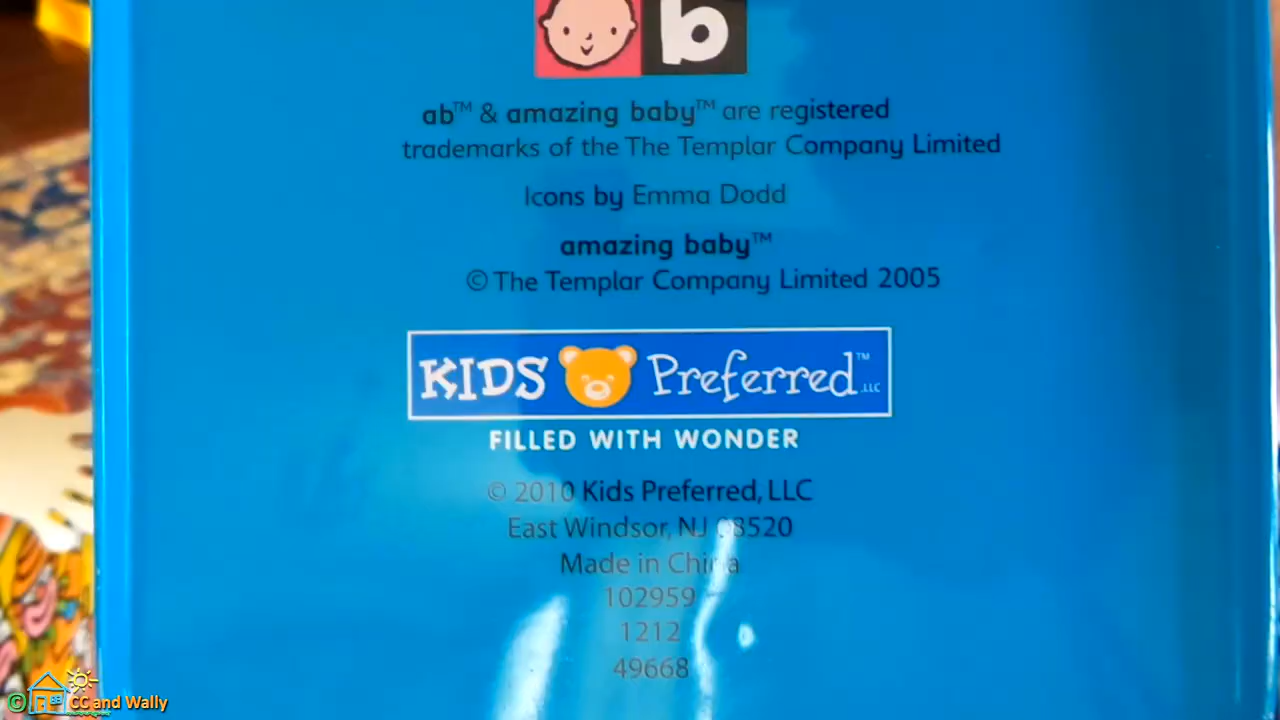 b
ab™ & amazing baby™ are registered
trademarks of the The Templar Company Limited
Icons by Emma Dodd
amazing baby™
© The Templar Company Limited 2005
KIDS Preferred™ LLC
FILLED WITH WONDER
© 2010 Kids Preferred, LLC
East Windsor, NJ 08520
Made in China
102959
1212
49668
© CC and Wally